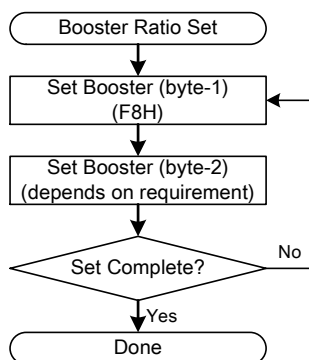 Booster Ratio Set
Set Booster (byte-1)
(F8H)
Set Booster (byte-2)
(depends on requirement)
Set Complete?
No
Yes
Done